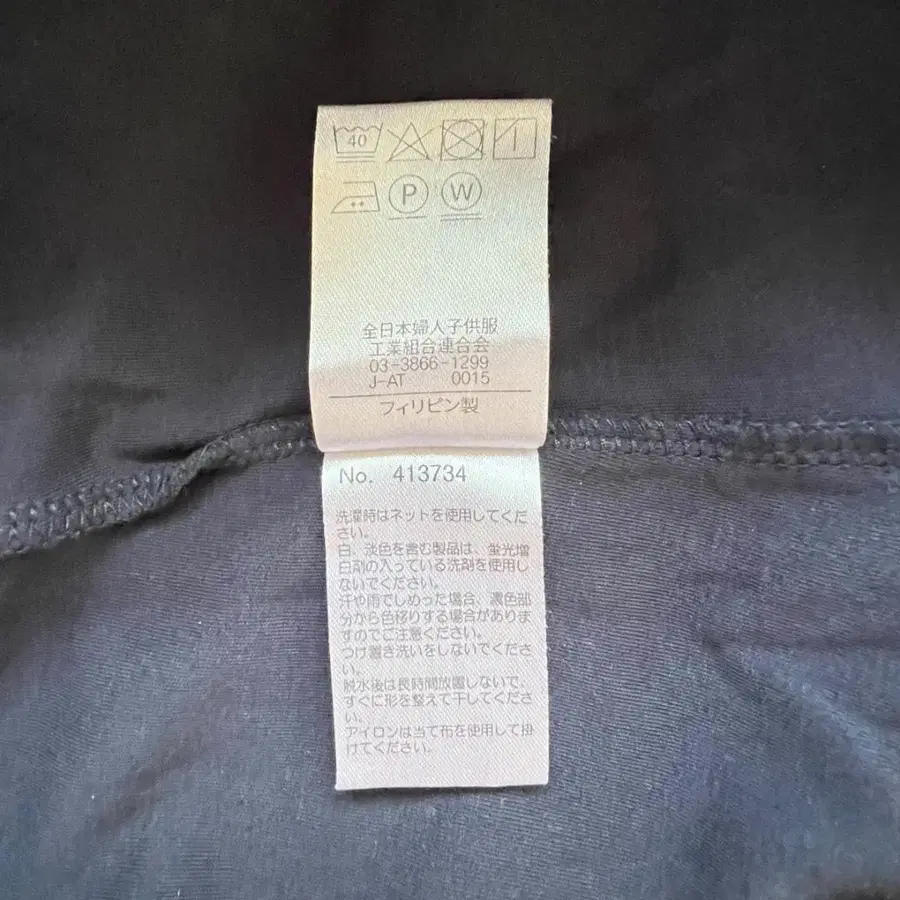 40
P W
全日本婦人子供服
工業組合連合会
03-3866-1299
J-AT 0015
フィリピン製
No. 413734
洗濯時はネットを使用してくだ
さい。
白、淡色を含む製品は、蛍光増
白剤の入っている洗剤を使用し
ないでください。
汗や雨でしめった場合、濃色部
分から色移りする場合がありま
すのでご注意ください。
つけ置き洗いをしないでくださ
い。
脱水後は長時間放置しないで、
すぐに形を整えて干してくださ
い。
アイロンは当て布を使用して掛
けてください。